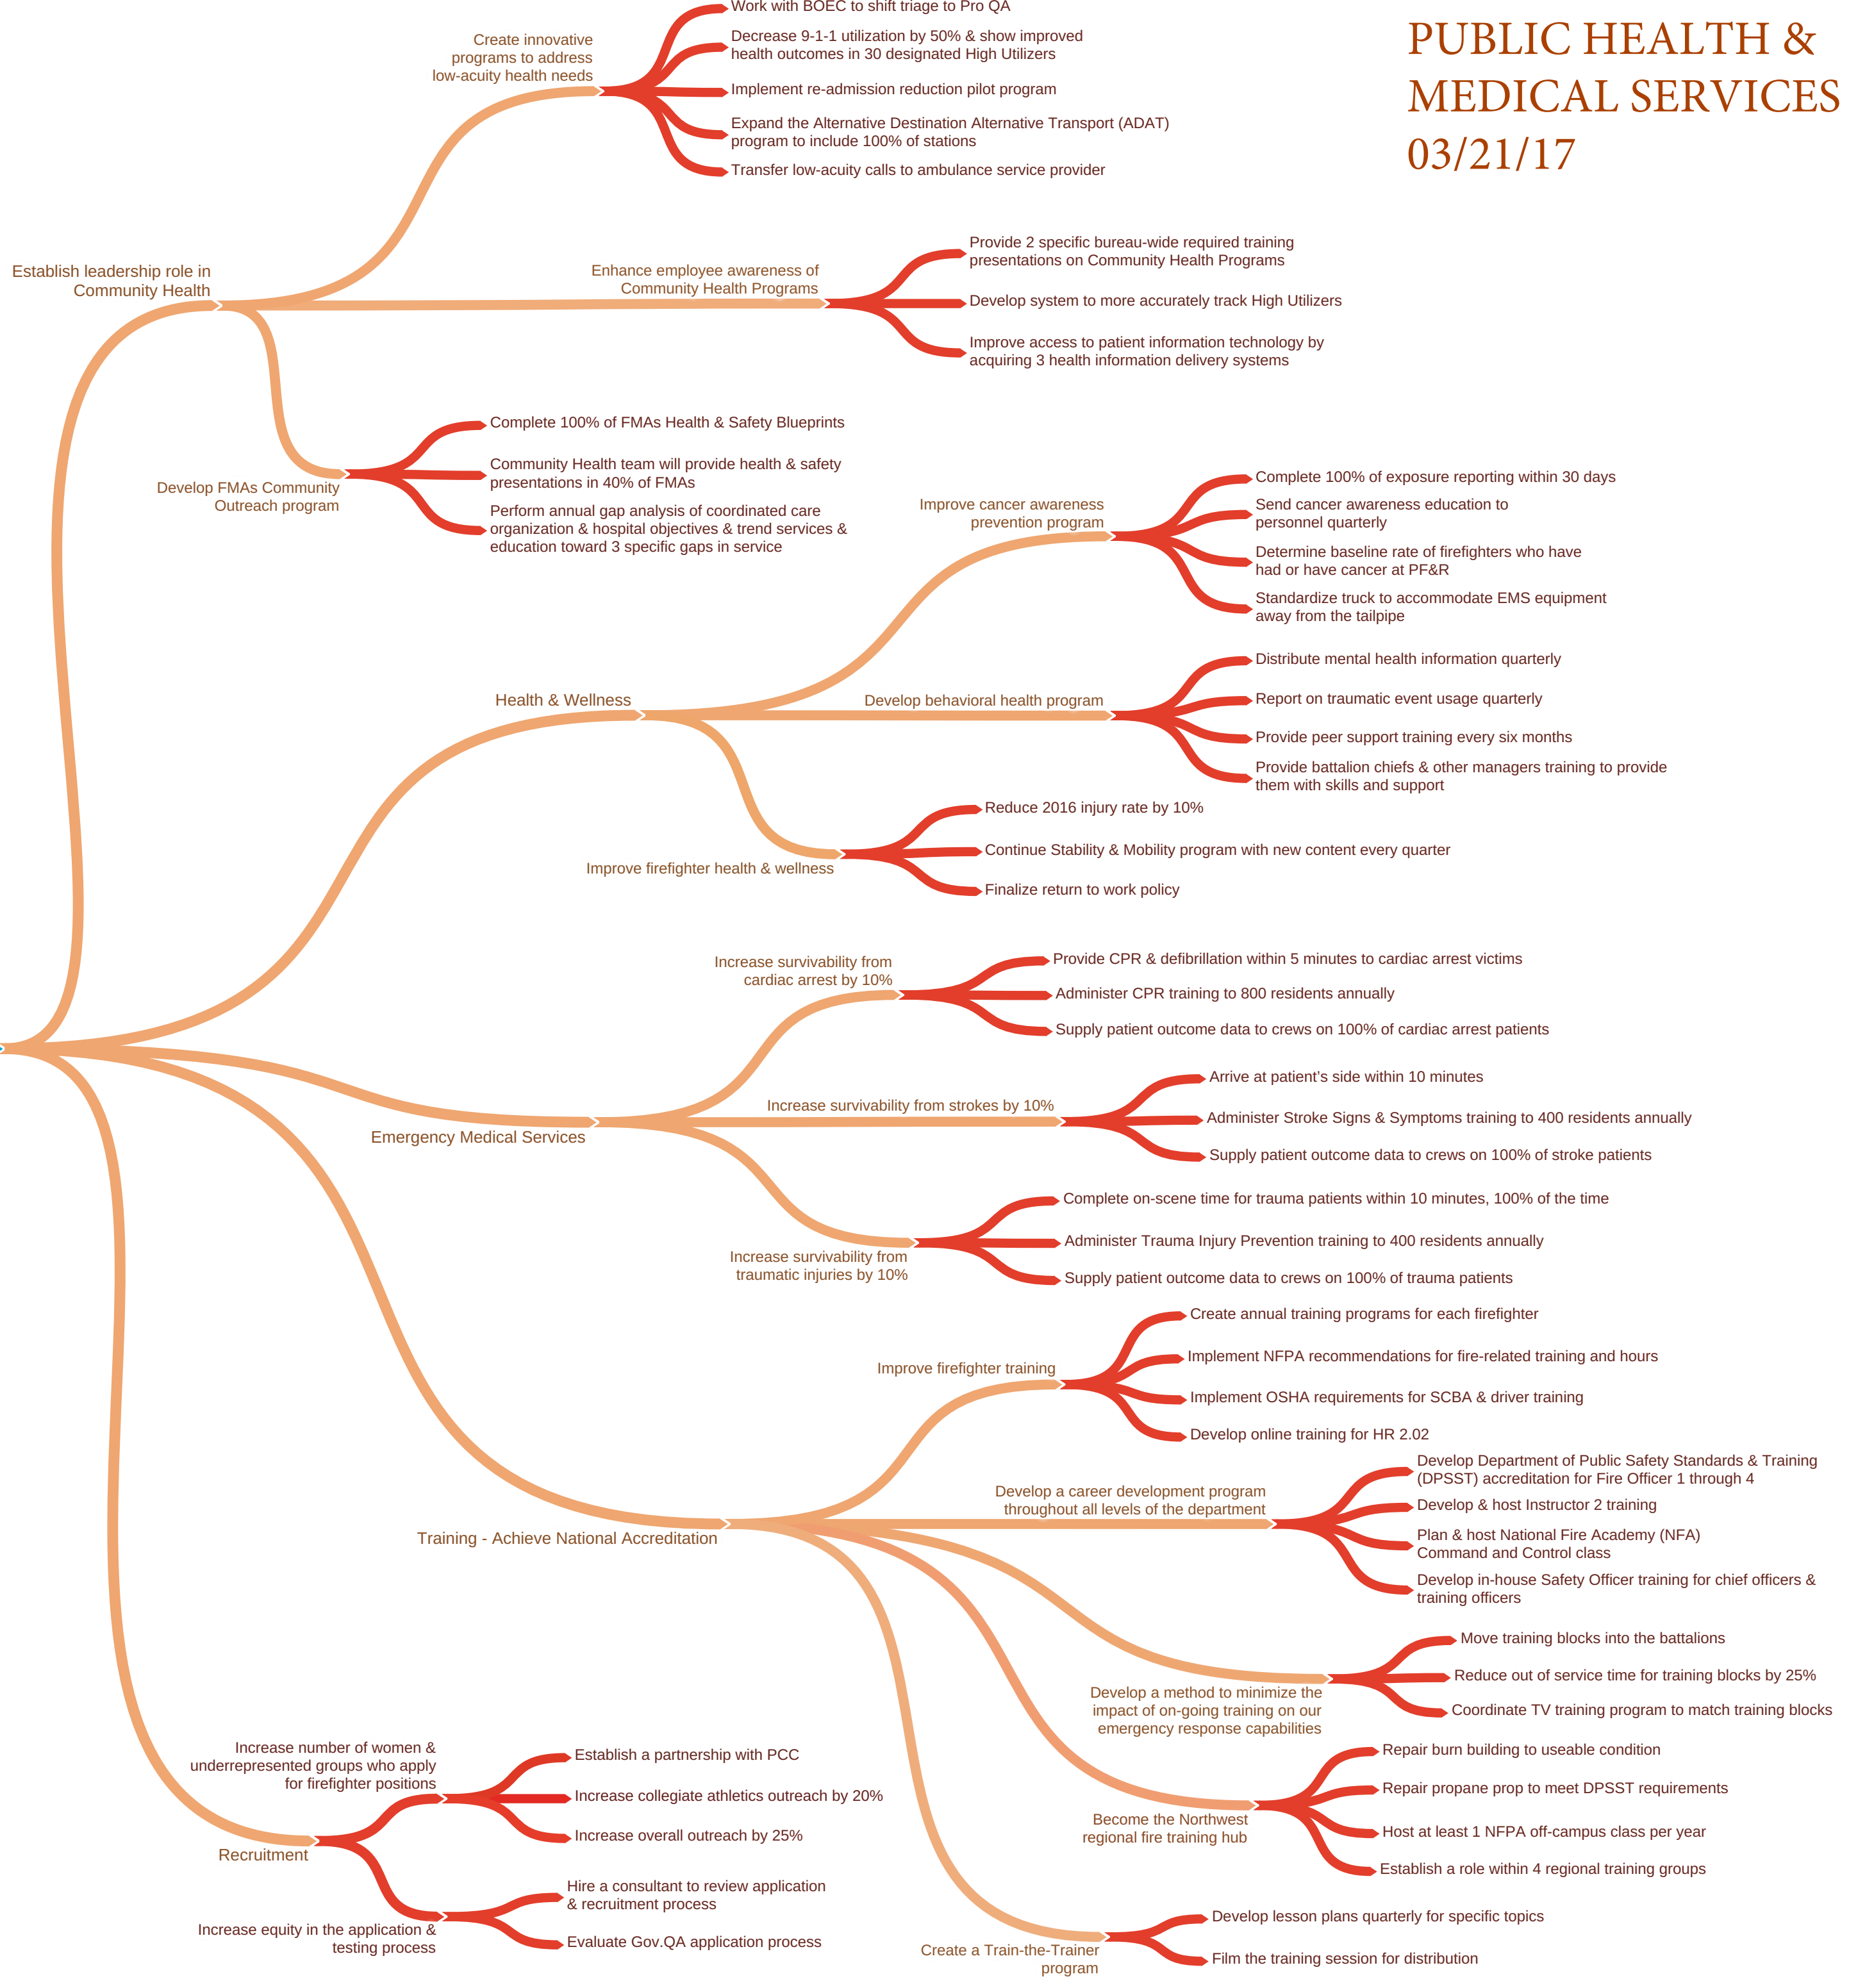 PUBLIC HEALTH &
MEDICAL SERVICES
03/21/17
Establish leadership role in
Community Health
Create innovative
programs to address
low-acuity health needs
Work with BOEC to shift triage to Pro QA
Decrease 9-1-1 utilization by 50% & show improved
health outcomes in 30 designated High Utilizers
Implement re-admission reduction pilot program
Expand the Alternative Destination Alternative Transport (ADAT)
program to include 100% of stations
Transfer low-acuity calls to ambulance service provider
Enhance employee awareness of
Community Health Programs
Provide 2 specific bureau-wide required training
presentations on Community Health Programs
Develop system to more accurately track High Utilizers
Improve access to patient information technology by
acquiring 3 health information delivery systems
Develop FMAs Community
Outreach program
Complete 100% of FMAs Health & Safety Blueprints
Community Health team will provide health & safety
presentations in 40% of FMAs
Perform annual gap analysis of coordinated care
organization & hospital objectives & trend services &
education toward 3 specific gaps in service
Health & Wellness
Improve cancer awareness
prevention program
Complete 100% of exposure reporting within 30 days
Send cancer awareness education to
personnel quarterly
Determine baseline rate of firefighters who have
had or have cancer at PF&R
Standardize truck to accommodate EMS equipment
away from the tailpipe
Develop behavioral health program
Distribute mental health information quarterly
Report on traumatic event usage quarterly
Provide peer support training every six months
Provide battalion chiefs & other managers training to provide
them with skills and support
Improve firefighter health & wellness
Reduce 2016 injury rate by 10%
Continue Stability & Mobility program with new content every quarter
Finalize return to work policy
Emergency Medical Services
Increase survivability from
cardiac arrest by 10%
Provide CPR & defibrillation within 5 minutes to cardiac arrest victims
Administer CPR training to 800 residents annually
Supply patient outcome data to crews on 100% of cardiac arrest patients
Increase survivability from strokes by 10%
Arrive at patient’s side within 10 minutes
Administer Stroke Signs & Symptoms training to 400 residents annually
Supply patient outcome data to crews on 100% of stroke patients
Increase survivability from
traumatic injuries by 10%
Complete on-scene time for trauma patients within 10 minutes, 100% of the time
Administer Trauma Injury Prevention training to 400 residents annually
Supply patient outcome data to crews on 100% of trauma patients
Training - Achieve National Accreditation
Improve firefighter training
Create annual training programs for each firefighter
Implement NFPA recommendations for fire-related training and hours
Implement OSHA requirements for SCBA & driver training
Develop online training for HR 2.02
Develop a career development program
throughout all levels of the department
Develop Department of Public Safety Standards & Training
(DPSST) accreditation for Fire Officer 1 through 4
Develop & host Instructor 2 training
Plan & host National Fire Academy (NFA)
Command and Control class
Develop in-house Safety Officer training for chief officers &
training officers
Develop a method to minimize the
impact of on-going training on our
emergency response capabilities
Move training blocks into the battalions
Reduce out of service time for training blocks by 25%
Coordinate TV training program to match training blocks
Become the Northwest
regional fire training hub
Repair burn building to useable condition
Repair propane prop to meet DPSST requirements
Host at least 1 NFPA off-campus class per year
Establish a role within 4 regional training groups
Create a Train-the-Trainer
program
Develop lesson plans quarterly for specific topics
Film the training session for distribution
Recruitment
Increase number of women &
underrepresented groups who apply
for firefighter positions
Establish a partnership with PCC
Increase collegiate athletics outreach by 20%
Increase overall outreach by 25%
Increase equity in the application &
testing process
Hire a consultant to review application
& recruitment process
Evaluate Gov.QA application process